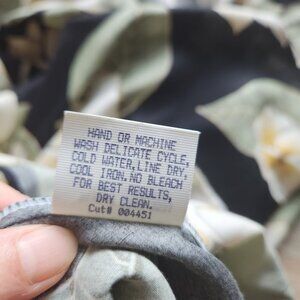 HAND OR MACHINE
WASH DELICATE CYCLE,
COLD WATER, LINE DRY,
COOL IRON. NO BLEACH
FOR BEST RESULTS,
DRY CLEAN.
Cut# 004451